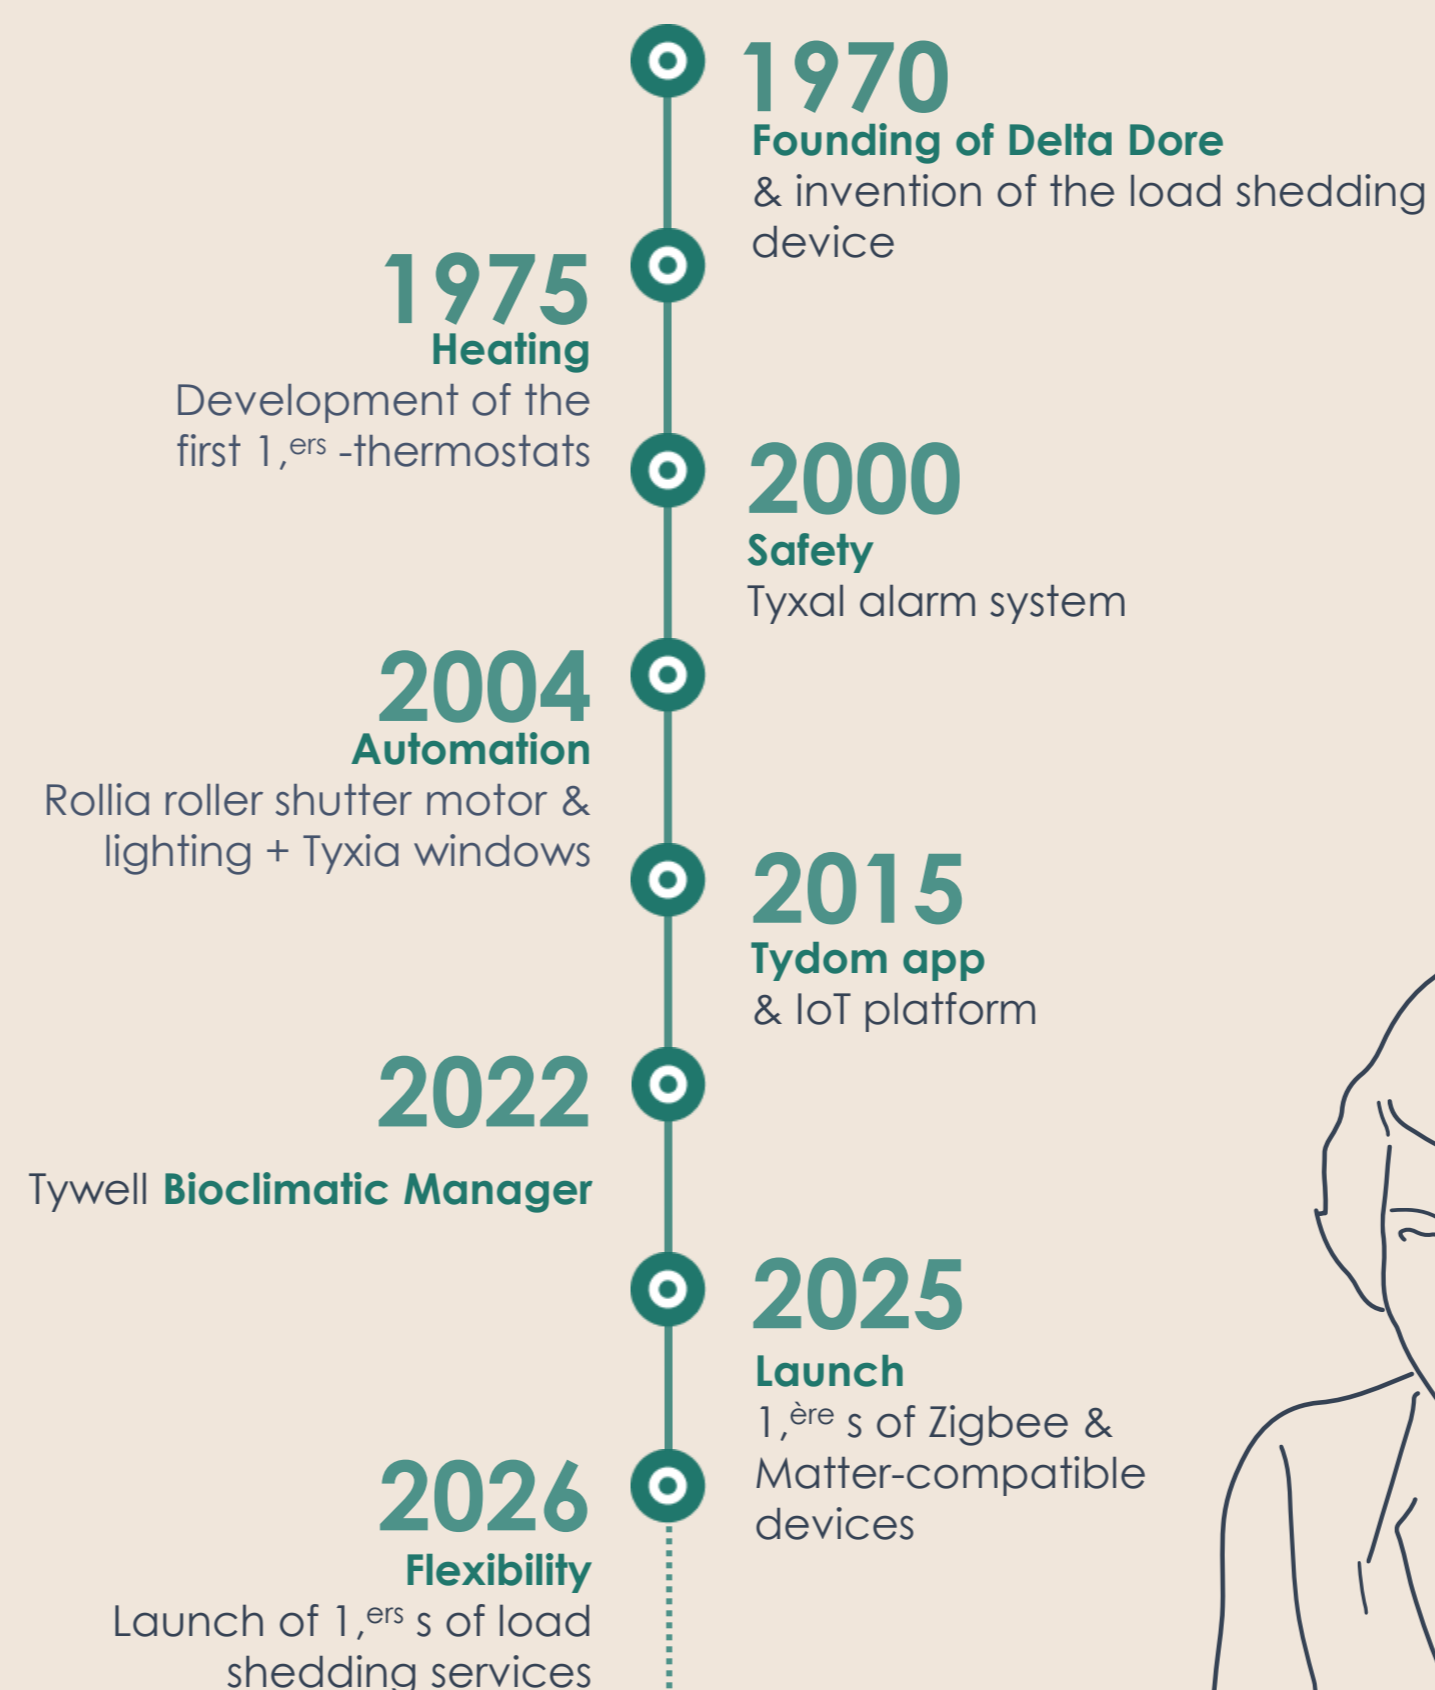 1970
Founding of Delta Dore
& invention of the load shedding
device
1975
Heating
Development of the
first 1,ers -thermostats
2000
Safety
Tyxal alarm system
2004
Automation
Rollia roller shutter motor &
lighting + Tyxia windows
2015
Tydom app
& IoT platform
2022
Tywell Bioclimatic Manager
2025
Launch
1,ère s of Zigbee &
Matter-compatible
devices
2026
Flexibility
Launch of 1,ers s of load
shedding services